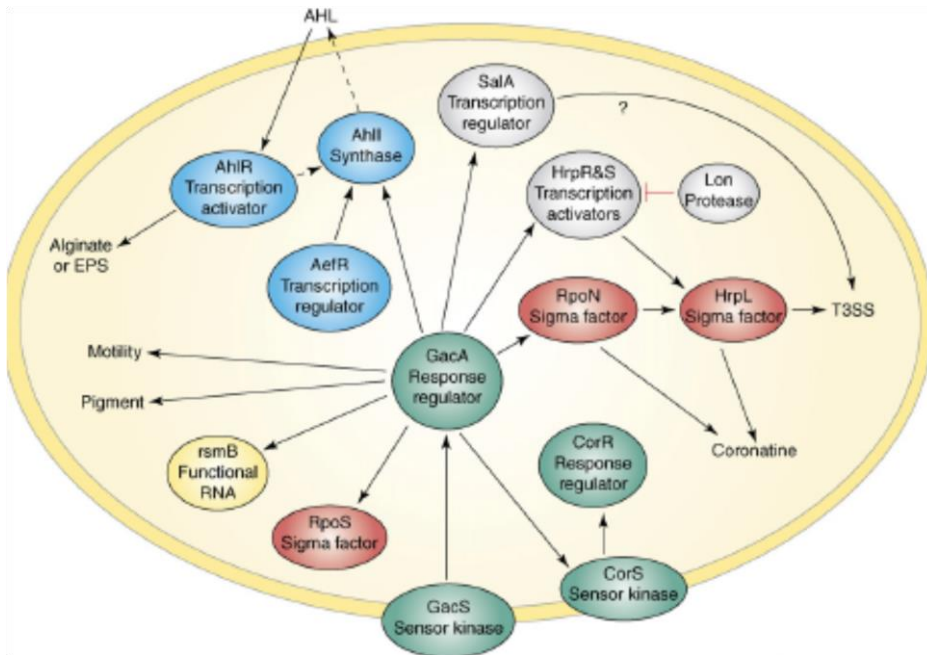 AHL
SalA
Transcription
regulator
?
AhlI
Synthase
AhlR
Transcription
activator
HrpR&S
Transcription
activators
Lon
Protease
Alginate
or EPS
AefR
Transcription
regulator
RpoN
Sigma factor
HrpL
Sigma factor
T3SS
GacA
Response
regulator
Motility
Pigment
rsmB
Functional
RNA
CorR
Response
regulator
Coronatine
RpoS
Sigma factor
CorS
Sensor kinase
GacS
Sensor kinase